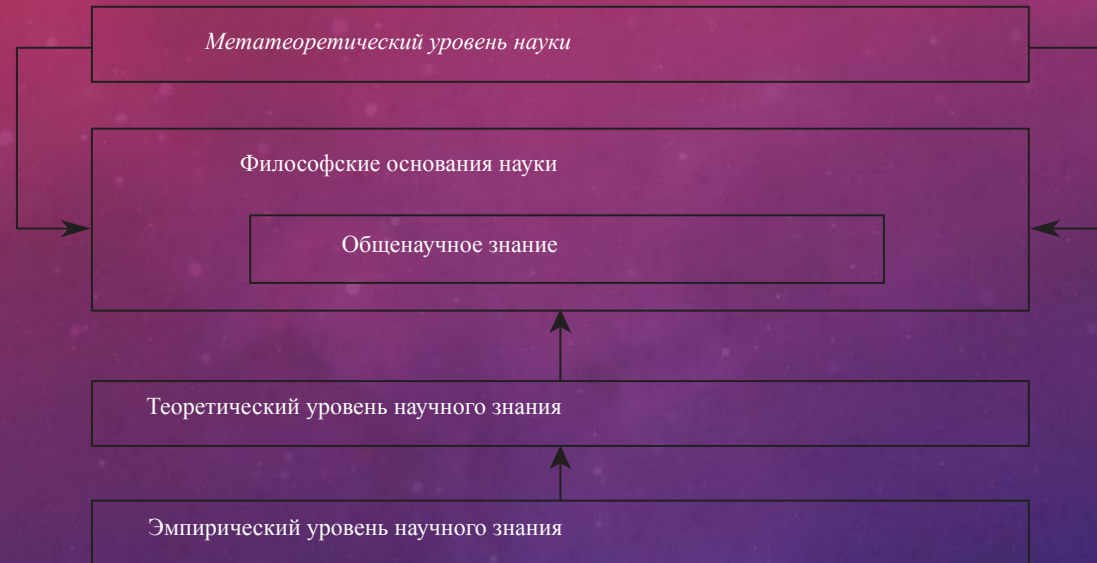 Метатеоретический уровень науки
Философские основания науки
Общенаучное знание
Теоретический уровень научного знания
Эмпирический уровень научного знания